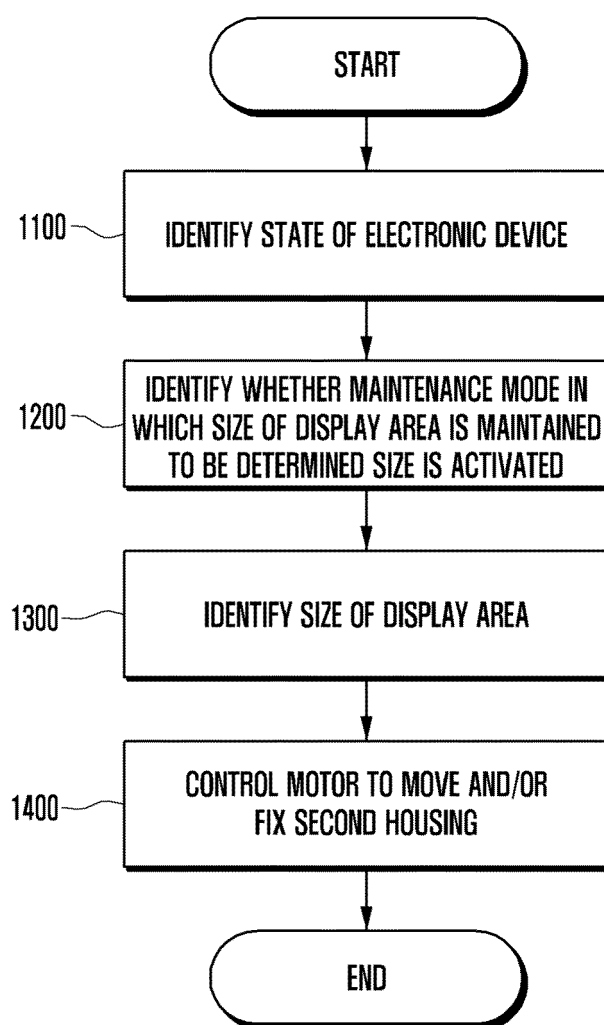 START
1100
IDENTIFY STATE OF ELECTRONIC DEVICE
1200
IDENTIFY WHETHER MAINTENANCE MODE IN
WHICH SIZE OF DISPLAY AREA IS MAINTAINED
TO BE DETERMINED SIZE IS ACTIVATED
1300
IDENTIFY SIZE OF DISPLAY AREA
1400
CONTROL MOTOR TO MOVE AND/OR
FIX SECOND HOUSING
END